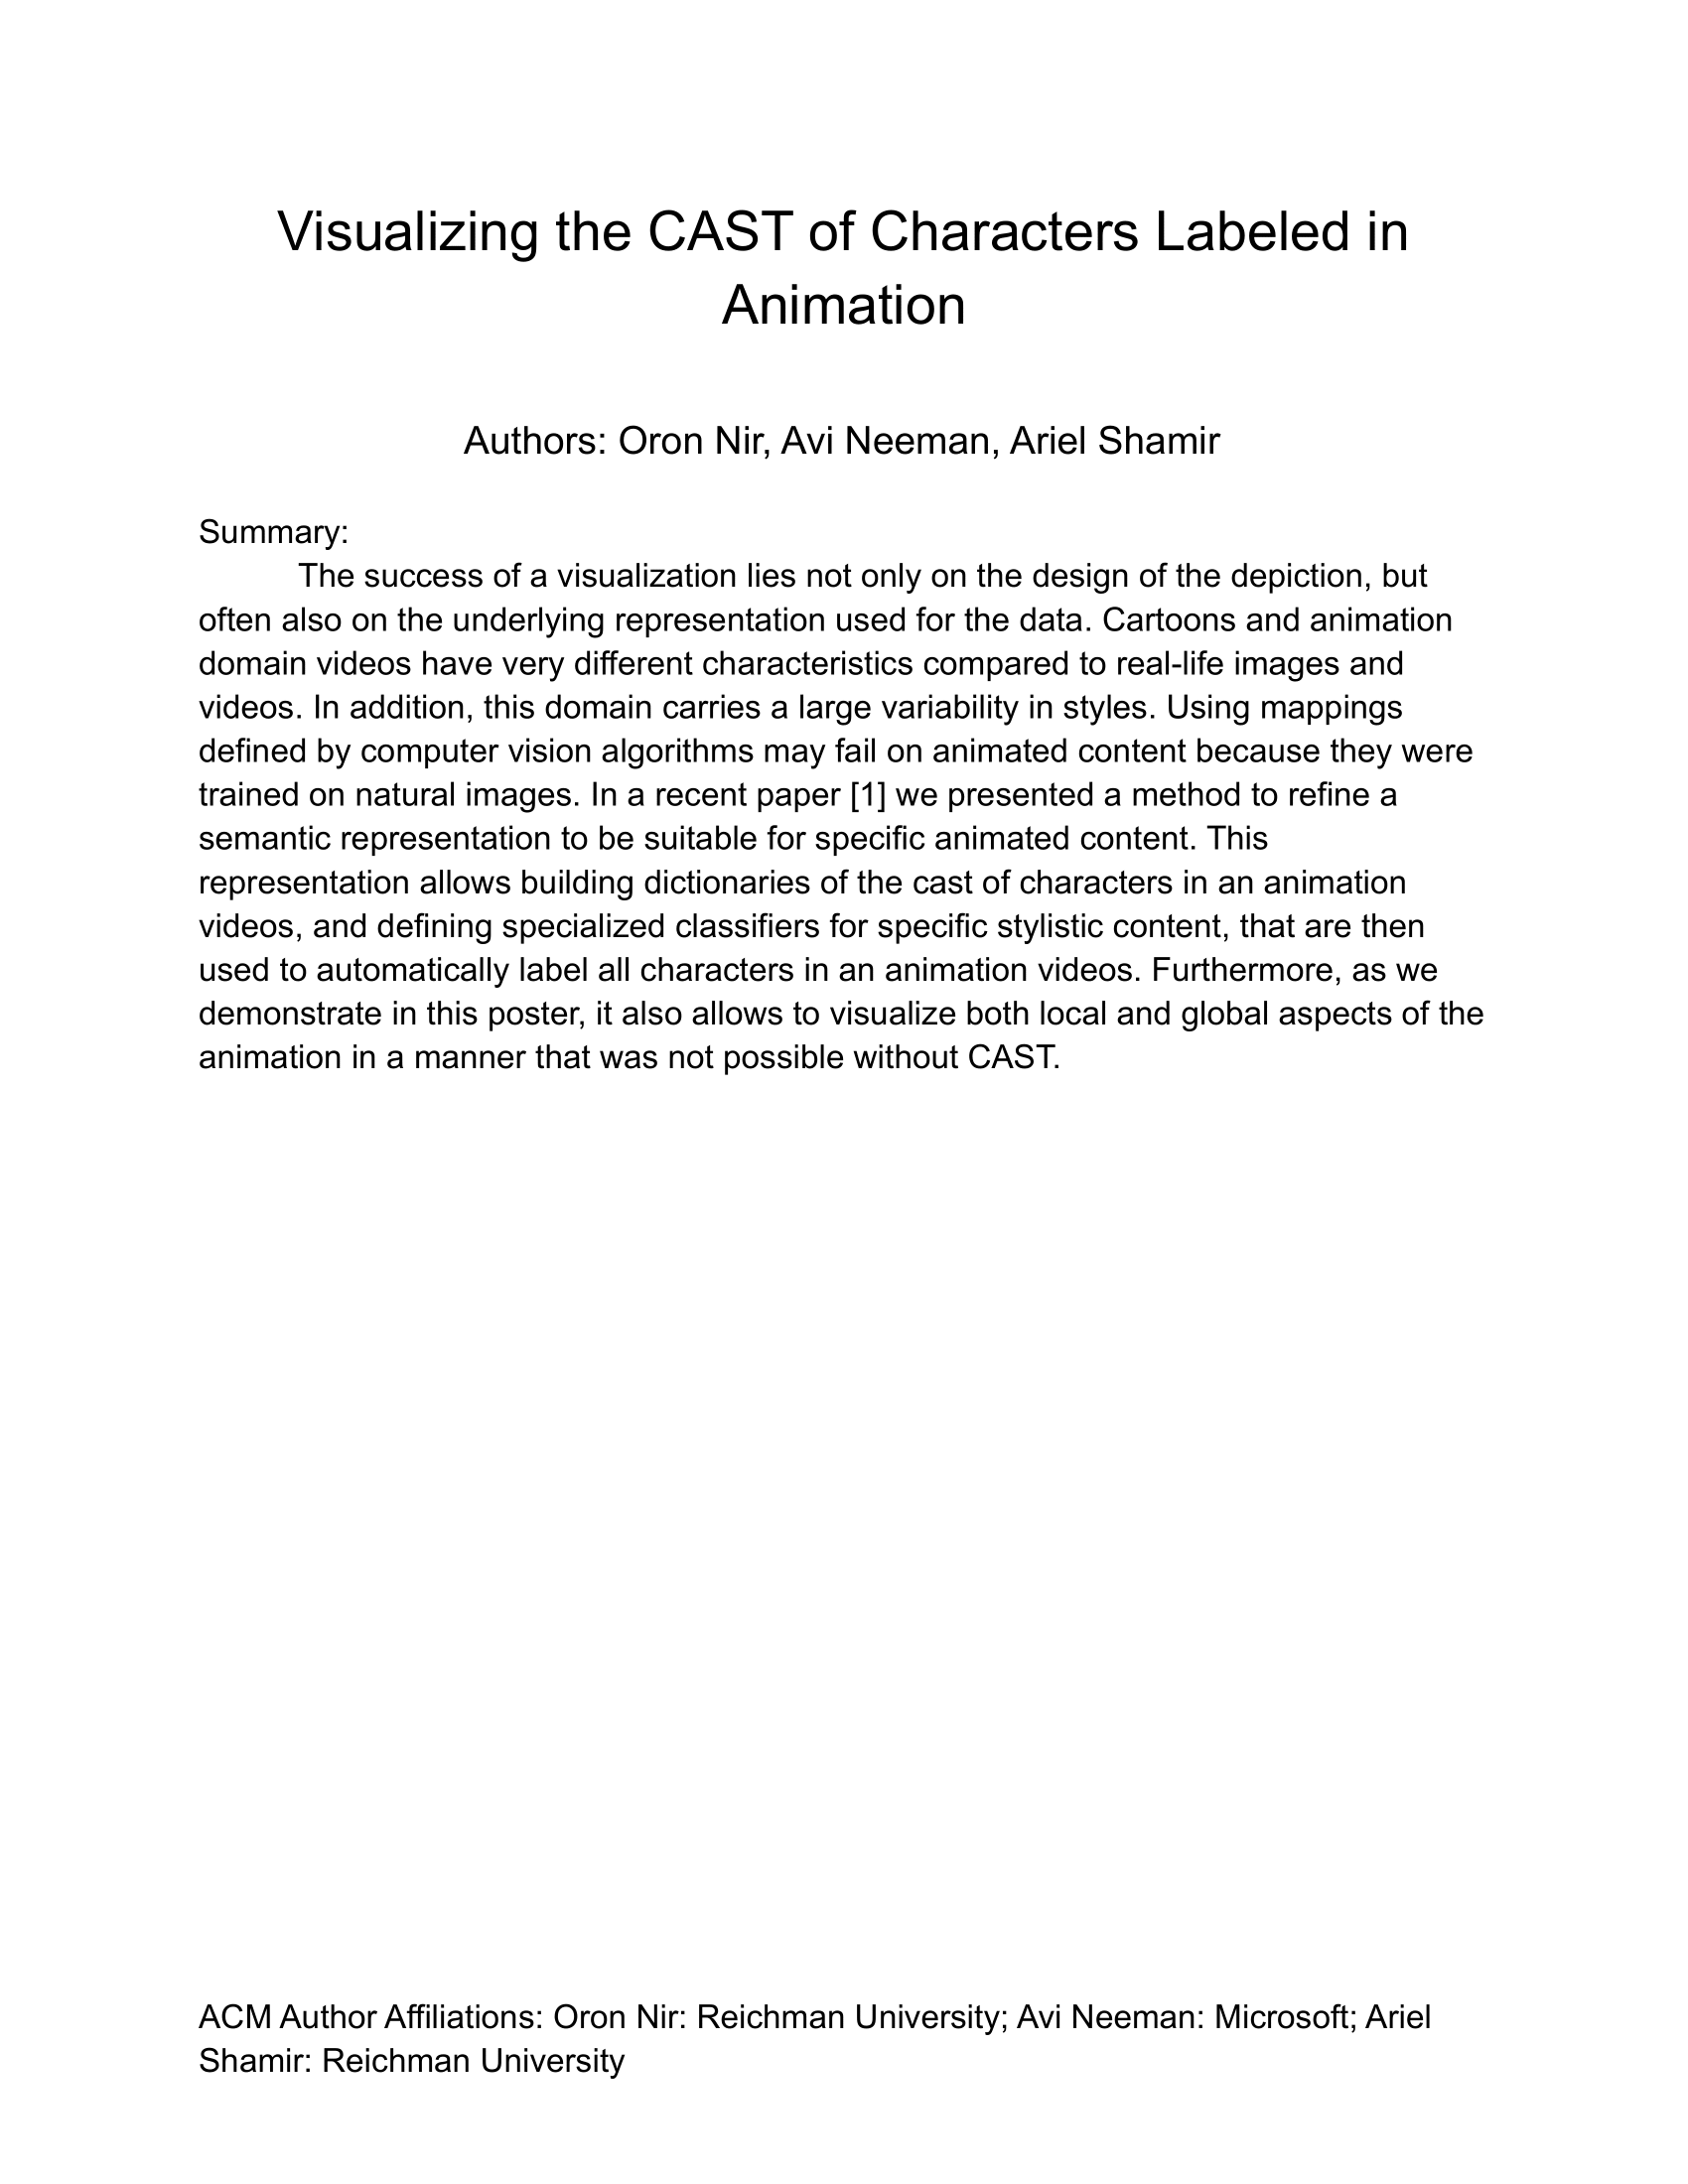 Visualizing the CAST of Characters Labeled in
Animation
Authors: Oron Nir, Avi Neeman, Ariel Shamir
Summary:
The success of a visualization lies not only on the design of the depiction, but
often also on the underlying representation used for the data. Cartoons and animation
domain videos have very different characteristics compared to real-life images and
videos. In addition, this domain carries a large variability in styles. Using mappings
defined by computer vision algorithms may fail on animated content because they were
trained on natural images. In a recent paper [1] we presented a method to refine a
semantic representation to be suitable for specific animated content. This
representation allows building dictionaries of the cast of characters in an animation
videos, and defining specialized classifiers for specific stylistic content, that are then
used to automatically label all characters in an animation videos. Furthermore, as we
demonstrate in this poster, it also allows to visualize both local and global aspects of the
animation in a manner that was not possible without CAST.
ACM Author Affiliations: Oron Nir: Reichman University; Avi Neeman: Microsoft; Ariel
Shamir: Reichman University